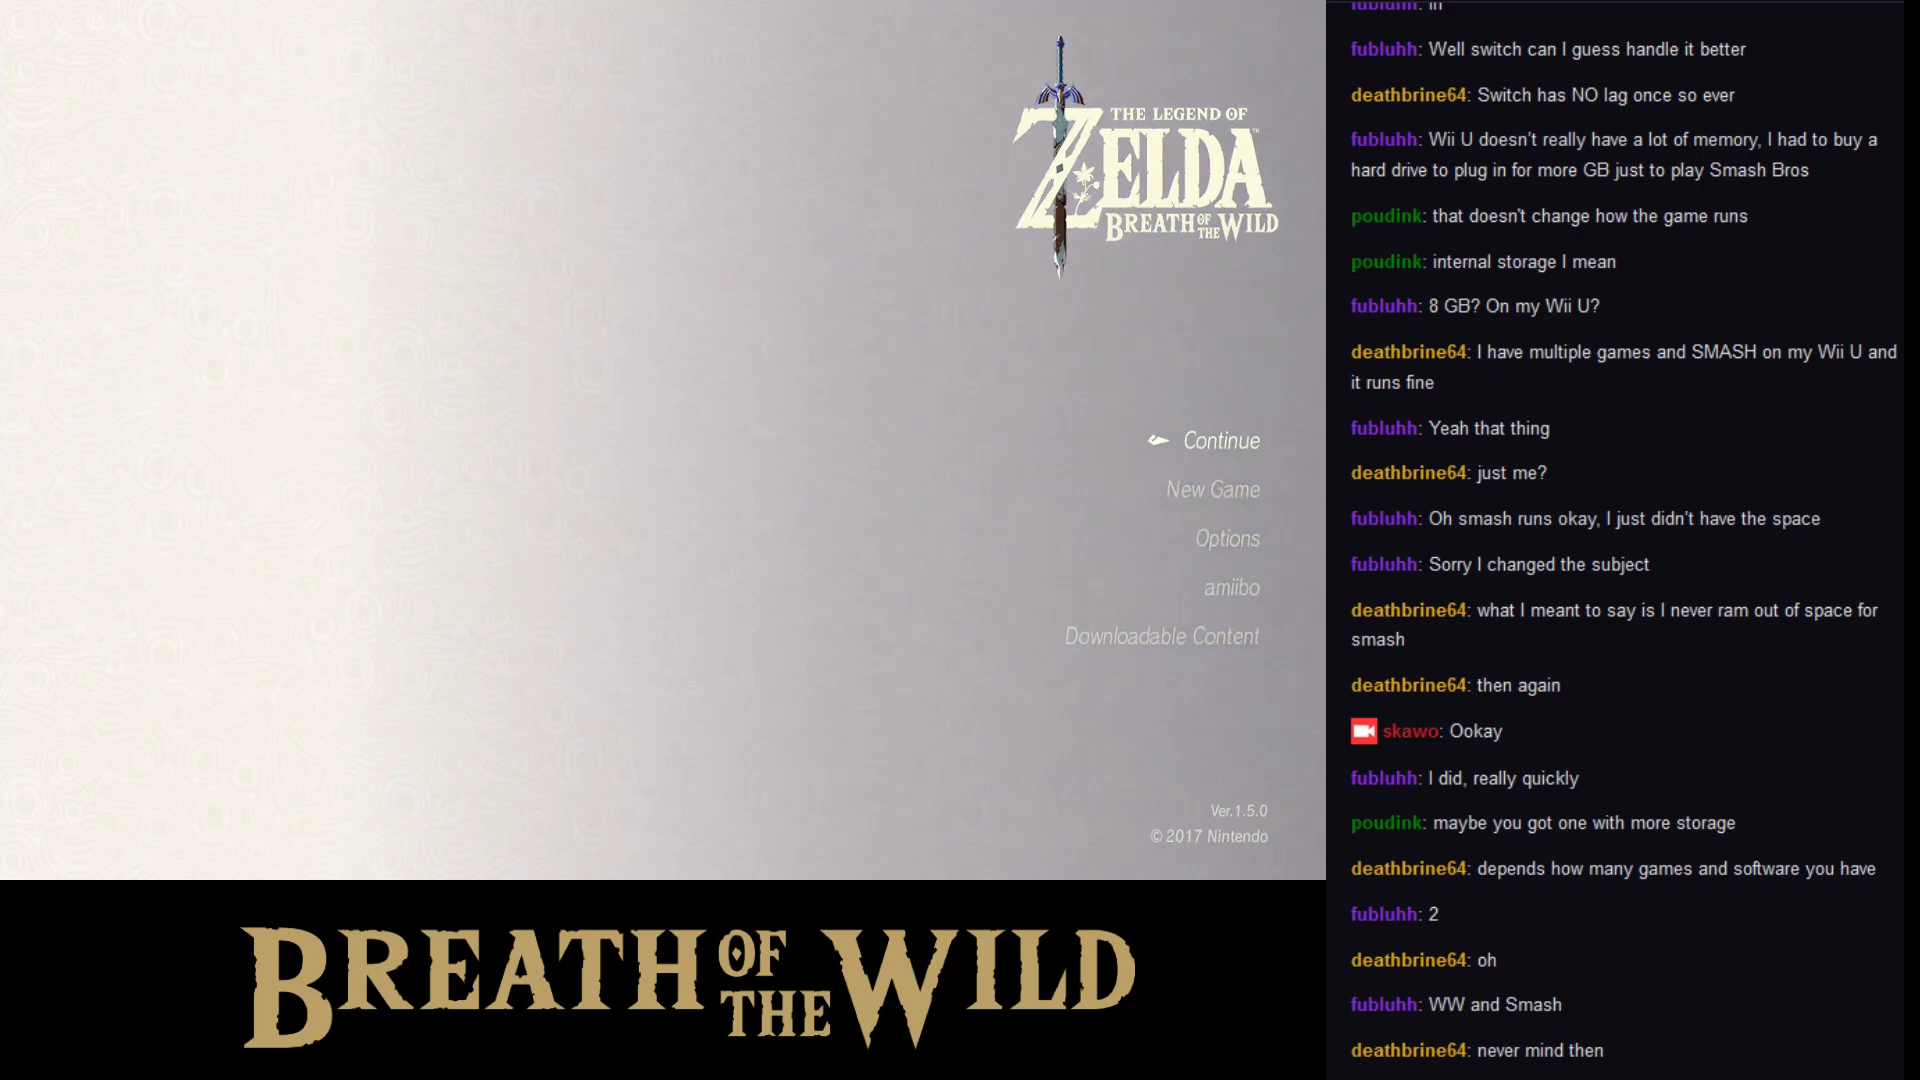 THE LEGEND OF
ZELDA
BREATH OF THE WILD
Continue
New Game
Options
amiibo
Downloadable Content
Ver.1.5.0
© 2017 Nintendo
BREATH OF THE WILD
fubluhh: in
fubluhh: Well switch can I guess handle it better
deathbrine64: Switch has NO lag once so ever
fubluhh: Wii U doesn't really have a lot of memory, I had to buy a
hard drive to plug in for more GB just to play Smash Bros
poudink: that doesn't change how the game runs
poudink: internal storage I mean
fubluhh: 8 GB? On my Wii U?
deathbrine64: I have multiple games and SMASH on my Wii U and
it runs fine
fubluhh: Yeah that thing
deathbrine64: just me?
fubluhh: Oh smash runs okay, I just didn't have the space
fubluhh: Sorry I changed the subject
deathbrine64: what I meant to say is I never ram out of space for
smash
deathbrine64: then again
skawo: Ookay
fubluhh: I did, really quickly
poudink: maybe you got one with more storage
deathbrine64: depends how many games and software you have
fubluhh: 2
deathbrine64: oh
fubluhh: WW and Smash
deathbrine64: never mind then